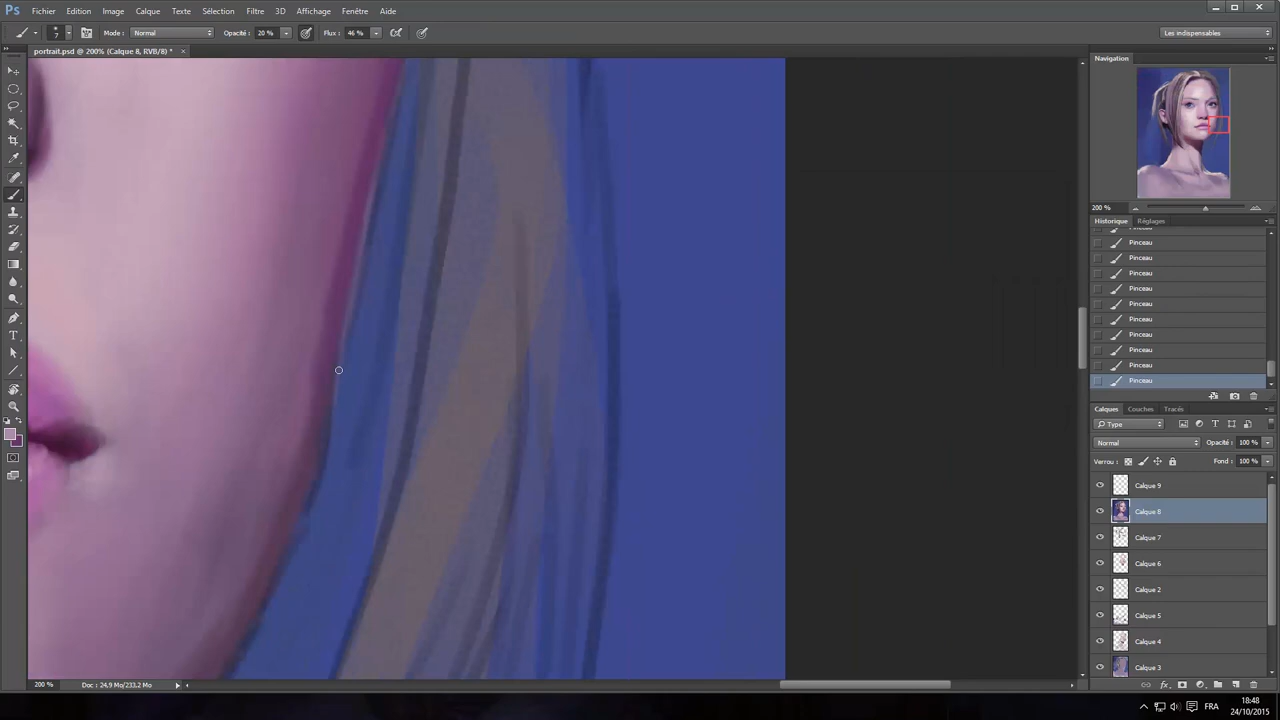 Ps Fichier Edition Image Calque Texte Sélection Filtre 3D Affichage Fenêtre Aide
7 Mode : Normal Opacité : 20 % Flux : 46 % Les indispensables
portrait.psd @ 200% (Calque 8, RVB/8) * ×
Navigation
200 %
Historique Réglages
Pinceau
Pinceau
Pinceau
Pinceau
Pinceau
Pinceau
Pinceau
Pinceau
Pinceau
Pinceau
Calques Couches Tracés
Type
Normal Opacité : 100 %
Verrou : Fond : 100 %
Calque 9
Calque 8
Calque 7
Calque 6
Calque 2
Calque 5
Calque 4
Calque 3
200 % Doc : 24,9 Mo/233,2 Mo
FRA 18:48
24/10/2015